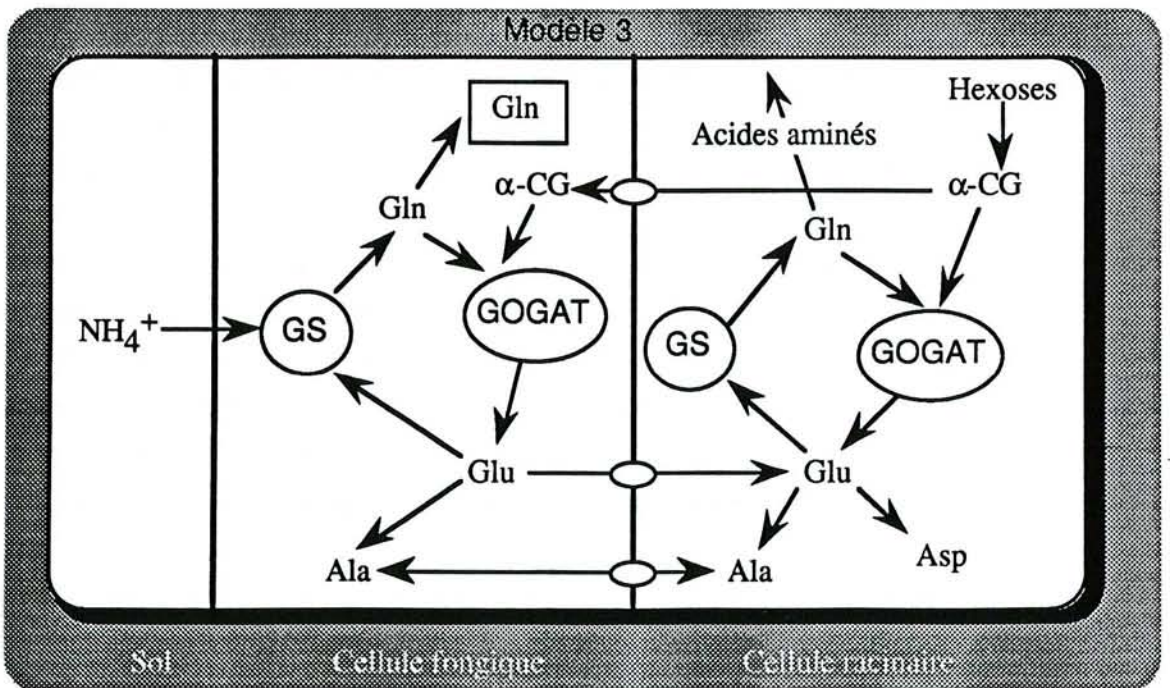 Modèle 3
Gln
Hexoses
Acides aminés
α-CG
α-CG
Gln
Gln
NH4+
GS
GOGAT
GS
GOGAT
Glu
Glu
Ala
Ala
Asp
Sol
Cellule fongique
Cellule racinaire